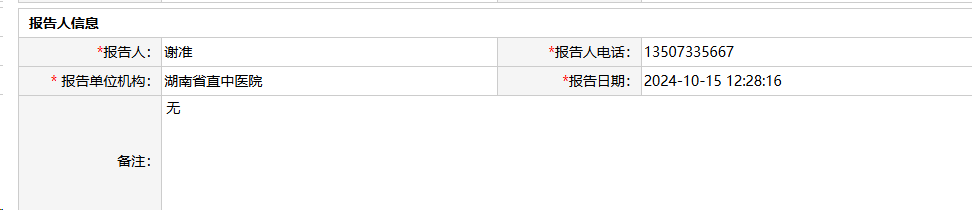 报告人信息
*报告人： 谢准 *报告人电话： 13507335667
* 报告单位机构： 湖南省直中医院 *报告日期： 2024-10-15 12:28:16
备注： 无